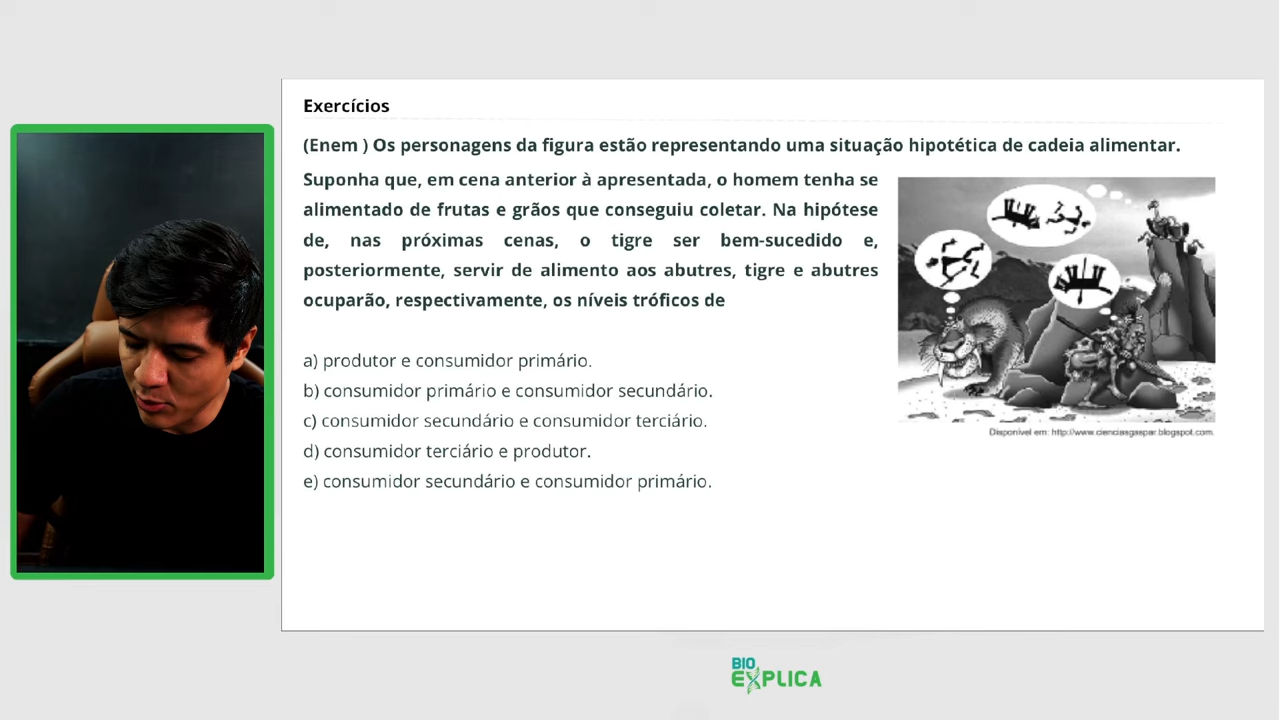 Exercícios
(Enem ) Os personagens da figura estão representando uma situação hipotética de cadeia alimentar.
Suponha que, em cena anterior à apresentada, o homem tenha se
alimentado de frutas e grãos que conseguiu coletar. Na hipótese
de, nas próximas cenas, o tigre ser bem-sucedido e,
posteriormente, servir de alimento aos abutres, tigre e abutres
ocuparão, respectivamente, os níveis tróficos de
a) produtor e consumidor primário.
b) consumidor primário e consumidor secundário.
c) consumidor secundário e consumidor terciário.
d) consumidor terciário e produtor.
e) consumidor secundário e consumidor primário.
Disponível em: http://www.cienciasgaspar.blogspot.com.
BIO
EXPLICA